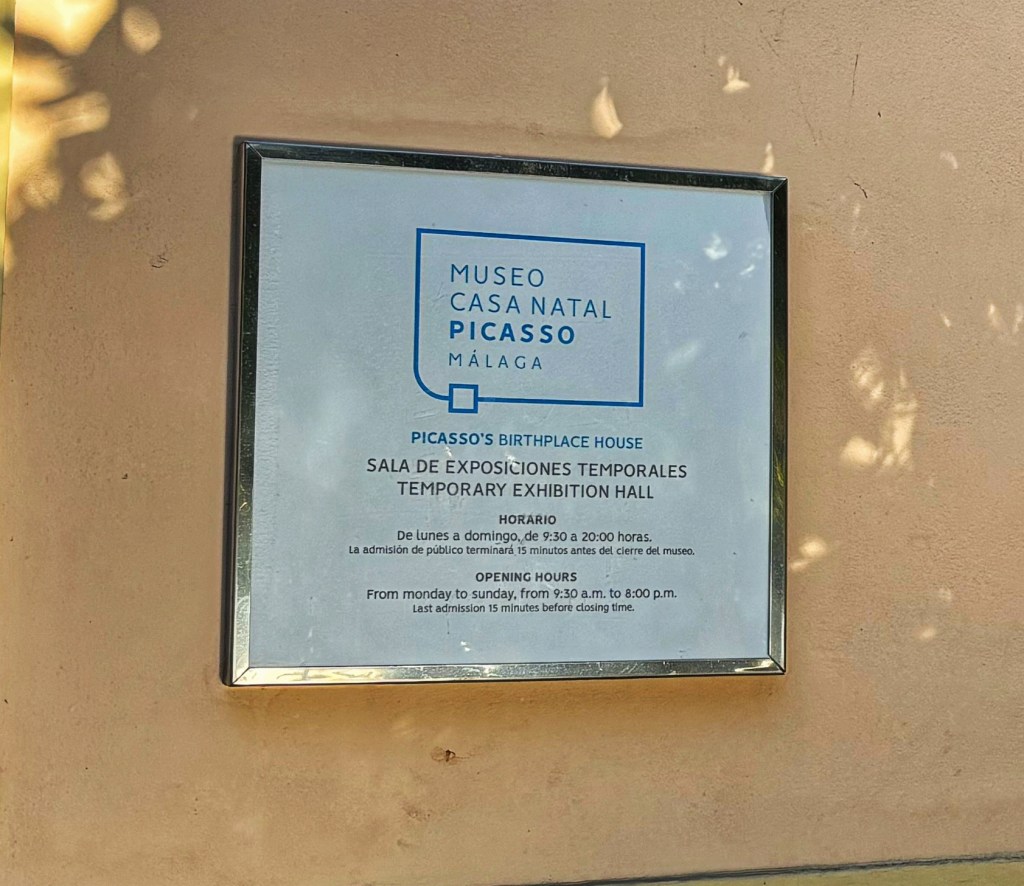 MUSEO
CASA NATAL
PICASSO
MÁLAGA
PICASSO'S BIRTHPLACE HOUSE
SALA DE EXPOSICIONES TEMPORALES
TEMPORARY EXHIBITION HALL
HORARIO
De lunes a domingo, de 9:30 a 20:00 horas.
La admisión de público terminará 15 minutos antes del cierre del museo.
OPENING HOURS
From monday to sunday, from 9:30 a.m. to 8:00 p.m.
Last admission 15 minutes before closing time.